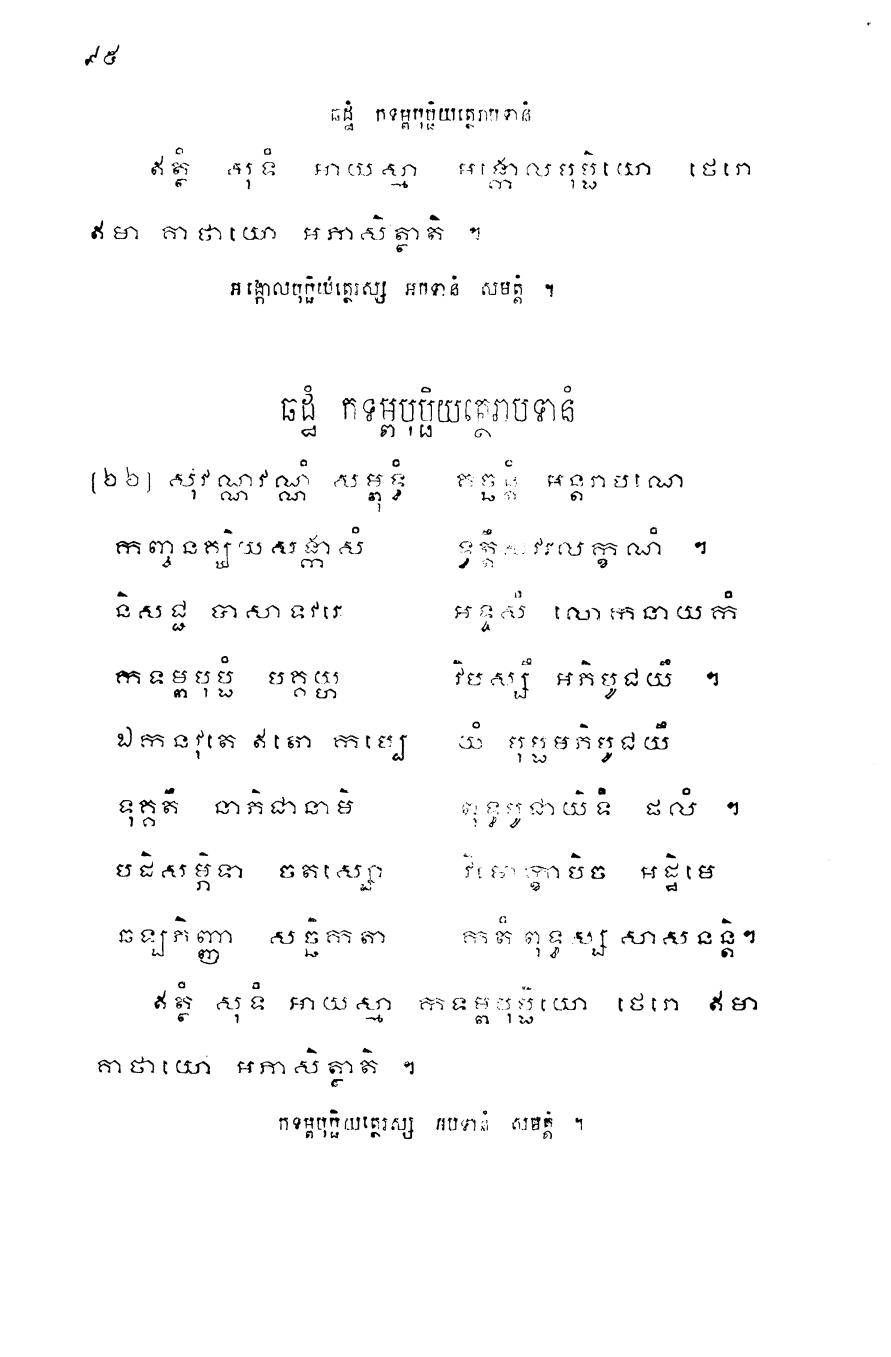 ៩៥
ឆដ្ឋំ កទម្ពបុប្ផិយត្ថេរាបទានំ
ឥត្ថំ សុទំ អាយស្មា អង្កោលបុប្ផិយោ ថេរោ
ឥមា គាថាយោ អភាសិត្ថាតិ ។
អង្កោលបុប្ផិយត្ថេរស្ស អបទានំ សមត្តំ ។
ឆដ្ឋំ កទម្ពបុប្ផិយត្ថេរាបទានំ
[៦៦] សុវណ្ណវណ្ណំ សម្ពុទ្ធំ គច្ឆន្តំ អន្តរាបណេ
កញ្ចនគ្ឃិយសង្កាសំ ទ្វត្តឹសវរលក្ខណំ ។
និសជ្ជ បាសាទវរេ អទ្ទសំ លោកនាយកំ
កទម្ពបុប្ផំ បគ្គយ្ហ វិបស្សឹ អភិបូជយឹ ។
ឯកនវុតេ ឥតោ កប្បេ យំ បុប្ផមភិបូជយឹ
ទុគ្គតឹ នាភិជានាមិ ពុទ្ធបូជាយិទំ ផលំ ។
បដិសម្ភិទា ចតស្សោ វិមោក្ខាបិច អដ្ឋិមេ
ឆឡភិញ្ញា សច្ឆិកតា កតំ ពុទ្ធស្ស សាសនន្តិ។
ឥត្ថំ សុទំ អាយស្មា កទម្ពបុប្ផិយោ ថេរោ ឥមា
គាថាយោ អភាសិត្ថាតិ ។
កទម្ពបុប្ផិយត្ថេរស្ស អបទានំ សមត្តំ ។